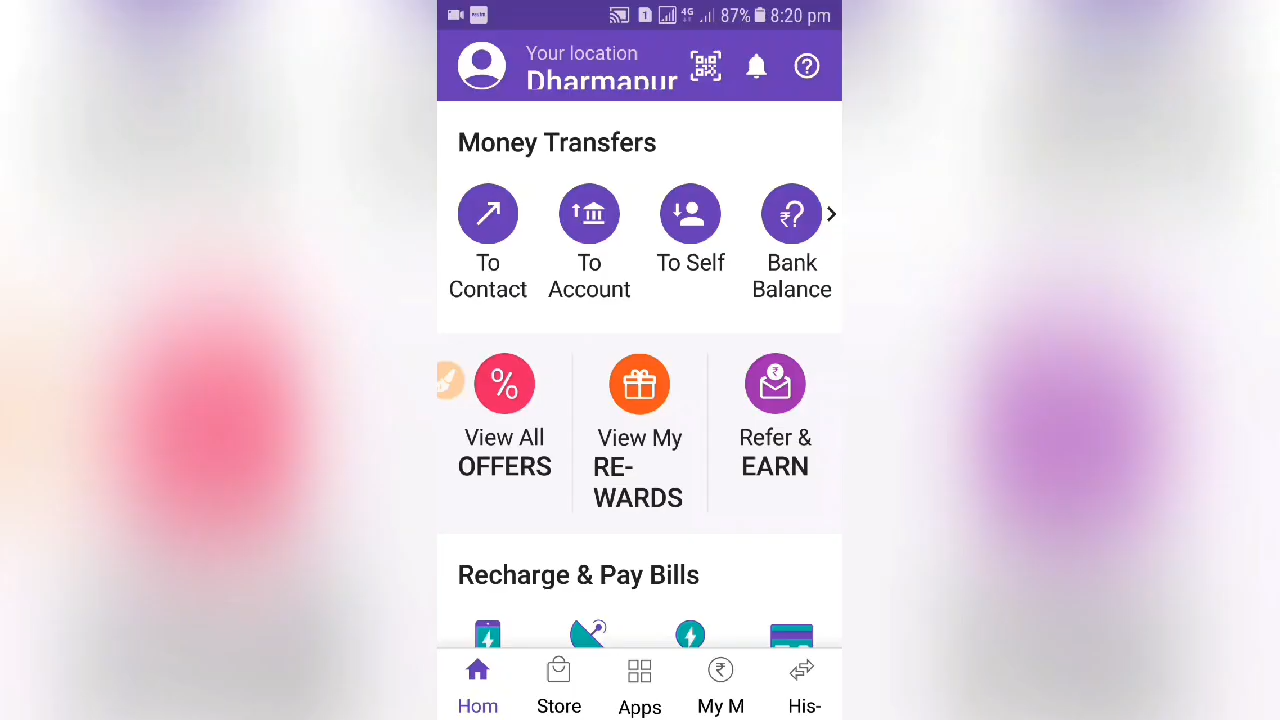 87% 8:20 pm
Your location
Dharmapur
Money Transfers
To Contact
To Account
To Self
Bank Balance
View All
OFFERS
View My
RE-
WARDS
Refer &
EARN
Recharge & Pay Bills
Hom
Store
Apps
My M
His-